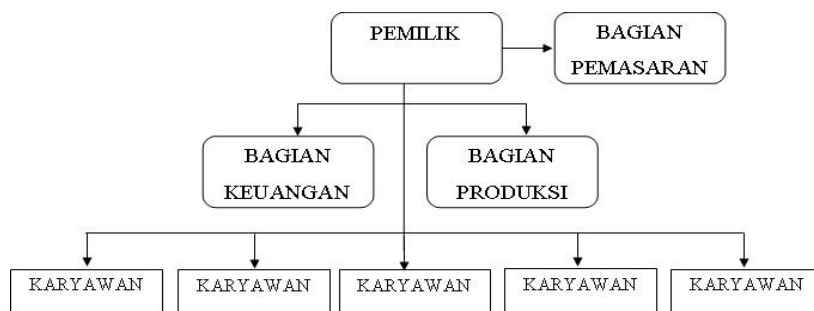 PEMILIK
BAGIAN
PEMASARAN
BAGIAN
KEUANGAN
BAGIAN
PRODUKSI
KARYAWAN
KARYAWAN
KARYAWAN
KARYAWAN
KARYAWAN